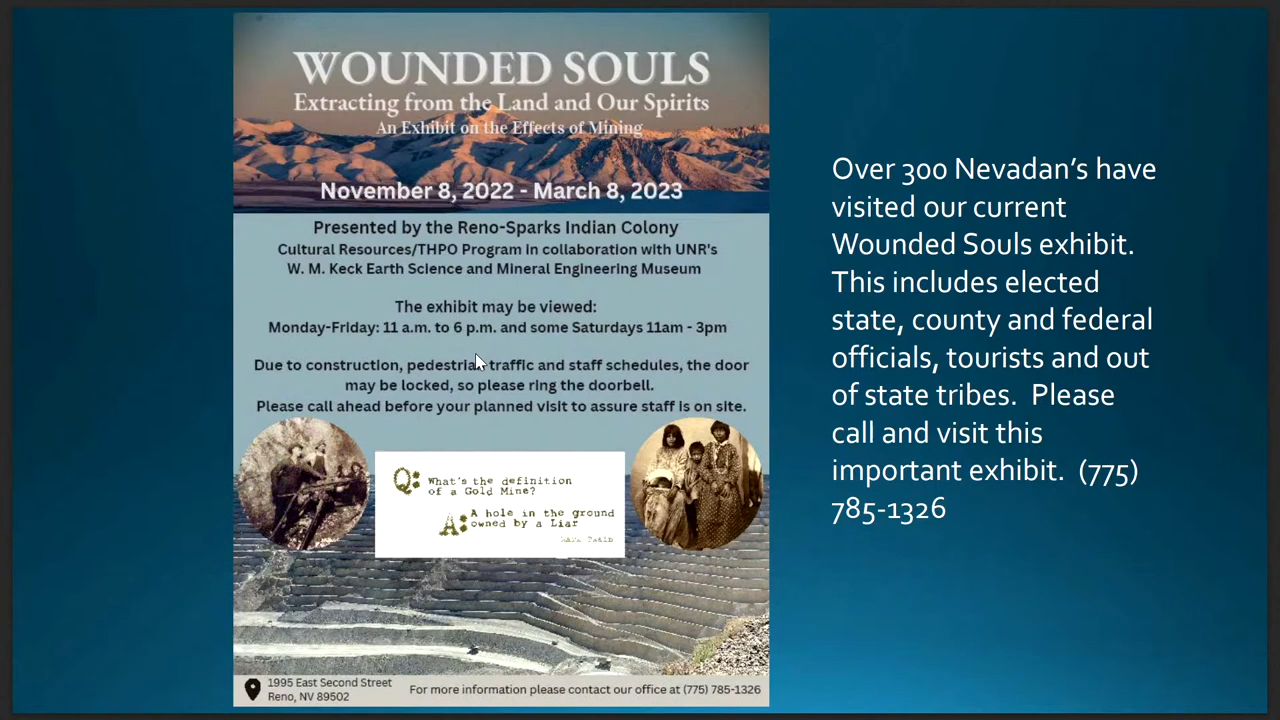 WOUNDED SOULS
Extracting from the Land and Our Spirits
An Exhibit on the Effects of Mining
November 8, 2022 - March 8, 2023
Presented by the Reno-Sparks Indian Colony
Cultural Resources/THPO Program in collaboration with UNR's
W. M. Keck Earth Science and Mineral Engineering Museum
The exhibit may be viewed:
Monday-Friday: 11 a.m. to 6 p.m. and some Saturdays 11am - 3pm
Due to construction, pedestrian traffic and staff schedules, the door
may be locked, so please ring the doorbell.
Please call ahead before your planned visit to assure staff is on site.
Q: What's the definition
of a Gold Mine?
A: A hole in the ground
owned by a Liar
MARK TWAIN
1995 East Second Street
Reno, NV 89502
For more information please contact our office at (775) 785-1326
Over 300 Nevadan's have
visited our current
Wounded Souls exhibit.
This includes elected
state, county and federal
officials, tourists and out
of state tribes.  Please
call and visit this
important exhibit.  (775)
785-1326